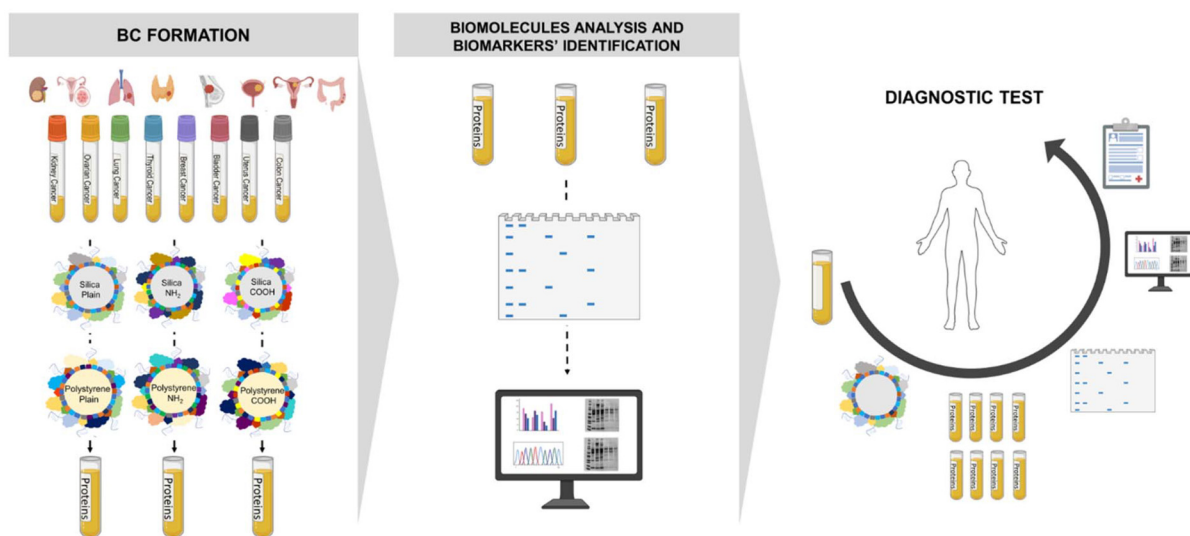 BC FORMATION
BIOMOLECULES ANALYSIS AND
BIOMARKERS' IDENTIFICATION
DIAGNOSTIC TEST
Kidney Cancer
Ovarian Cancer
Lung Cancer
Thyroid Cancer
Breast Cancer
Bladder Cancer
Uterus Cancer
Colon Cancer
Silica
Plain
Silica
NH₂
Silica
COOH
Polystyrene
Plain
Polystyrene
NH₂
Polystyrene
COOH
Proteins
Proteins
Proteins
Proteins
Proteins
Proteins
Proteins
Proteins
Proteins
Proteins
Proteins
Proteins
Proteins
Proteins